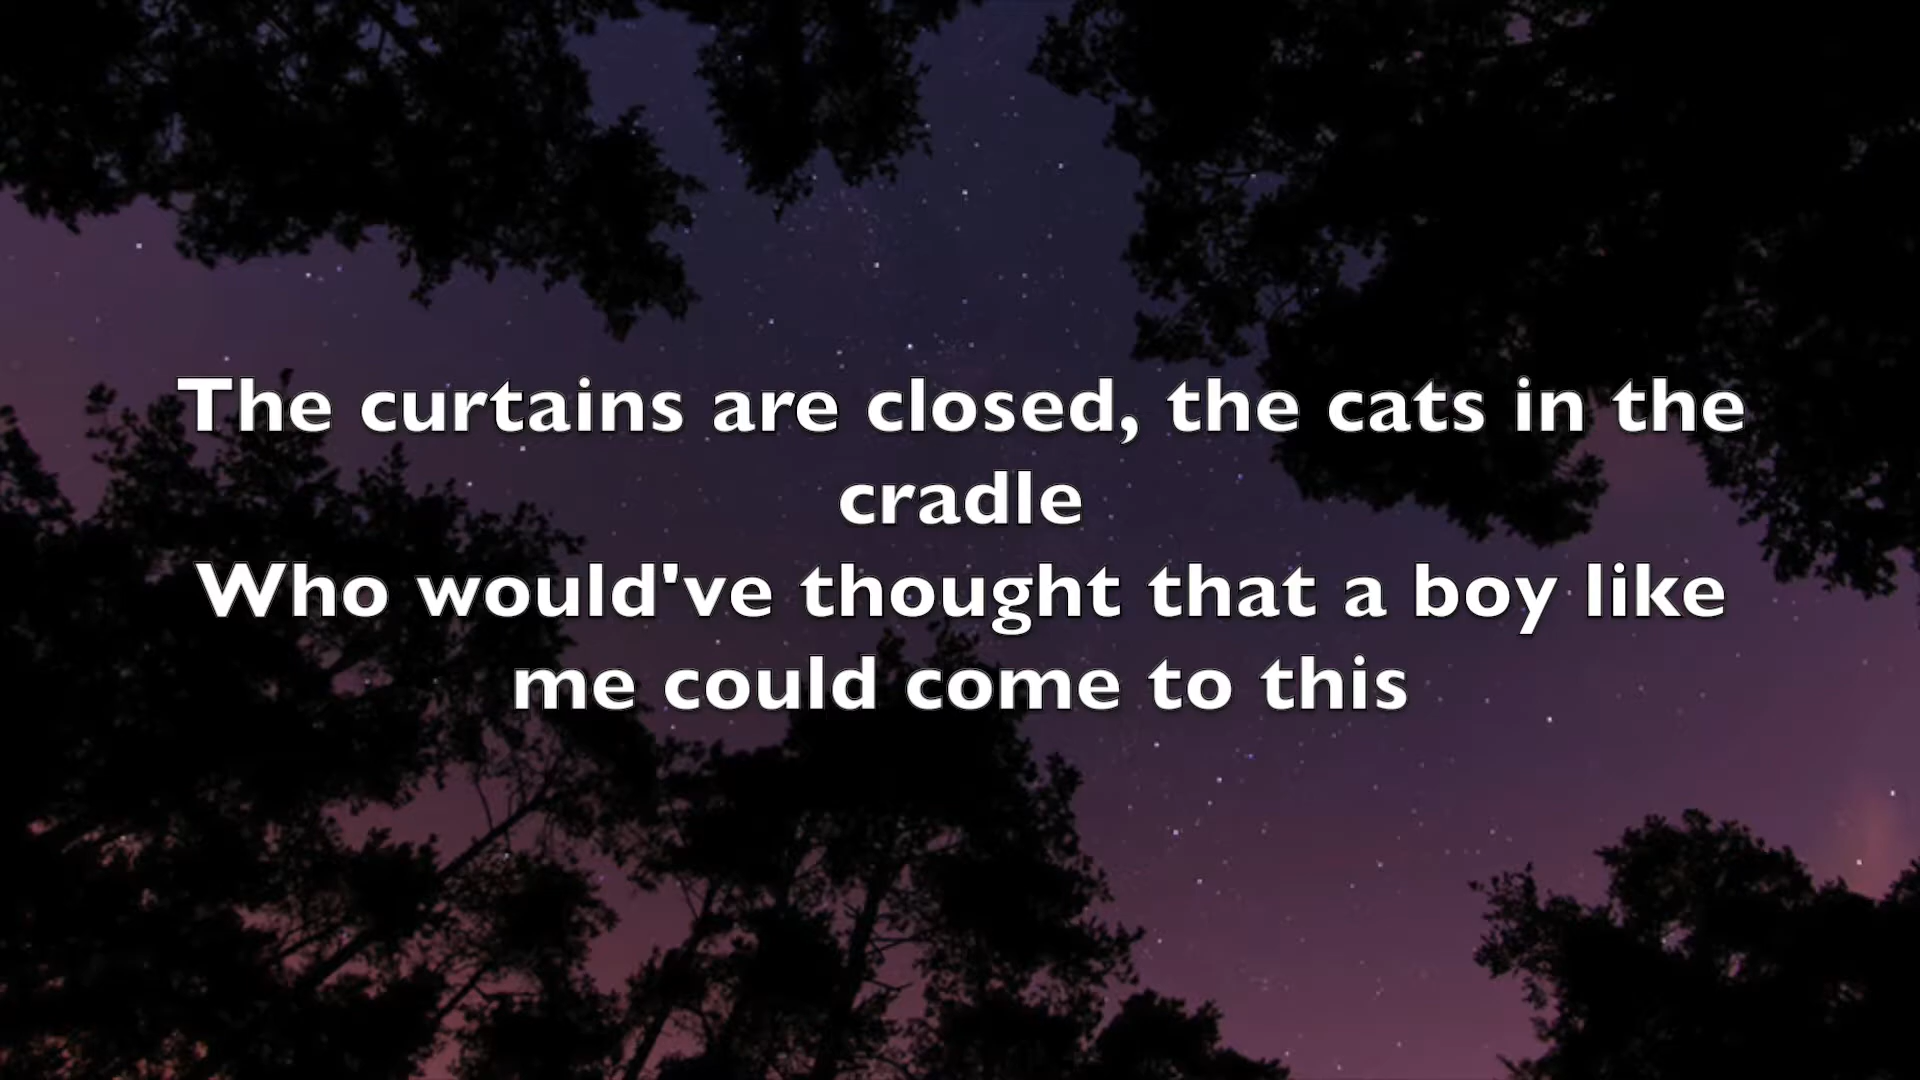 The curtains are closed, the cats in the
cradle
Who would've thought that a boy like
me could come to this